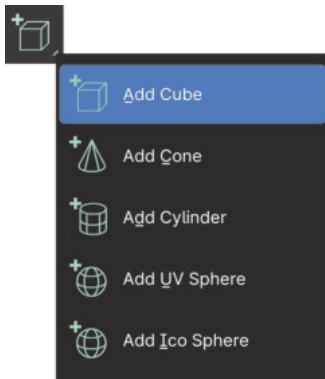 Add Cube
Add Cone
Add Cylinder
Add UV Sphere
Add Ico Sphere